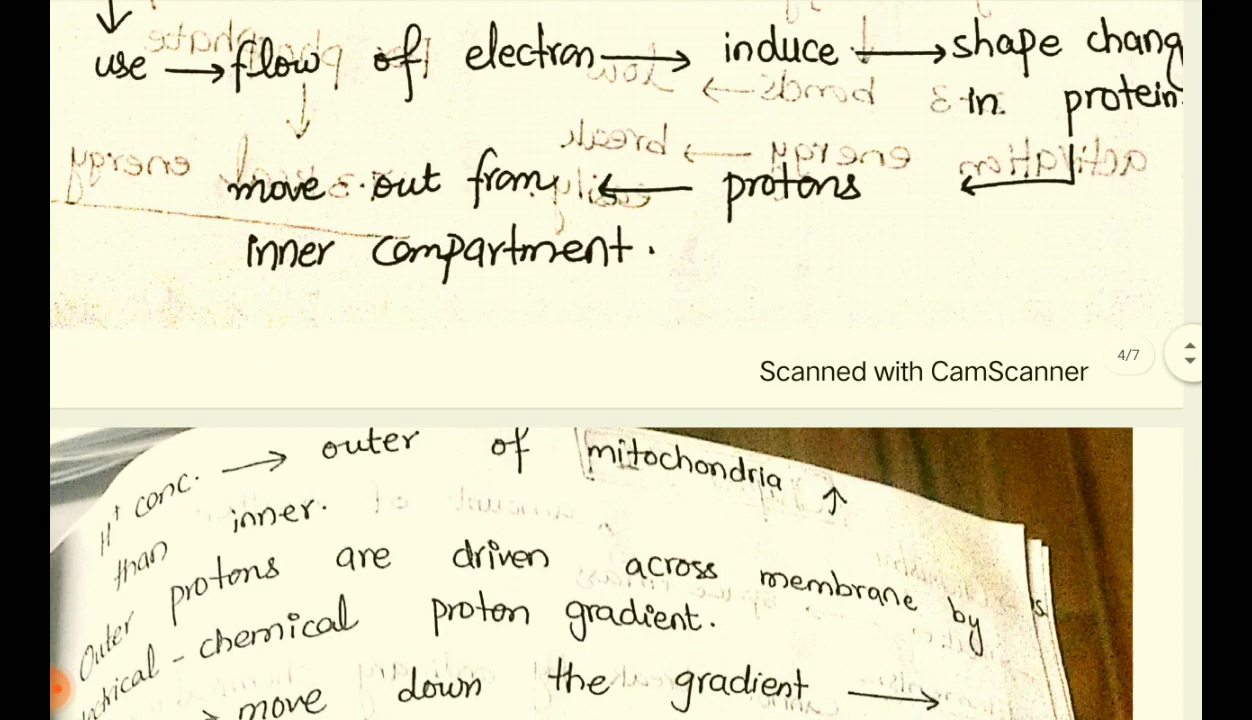 use → flow of electron → induce → shape chang
in protein
move out from ← protons ←
inner compartment.
4/7
Scanned with CamScanner
H+ conc. → outer of mitochondria ↑
than inner.
Outer protons are driven across membrane by
- chemical proton gradient.
→ move down the gradient →